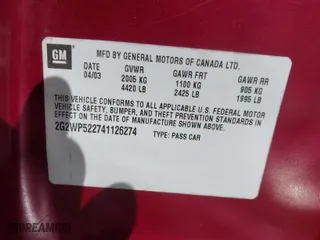 GM
MFD BY GENERAL MOTORS OF CANADA LTD.
DATE GVWR GAWR FRT GAWR RR
04/03 2005 KG 1100 KG 905 KG
4420 LB 2425 LB 1995 LB
THIS VEHICLE CONFORMS TO ALL APPLICABLE U.S. FEDERAL MOTOR
VEHICLE SAFETY, BUMPER, AND THEFT PREVENTION STANDARDS
IN EFFECT ON THE DATE OF MANUFACTURE SHOWN ABOVE.
2G2WP522741126274 TYPE: PASS CAR